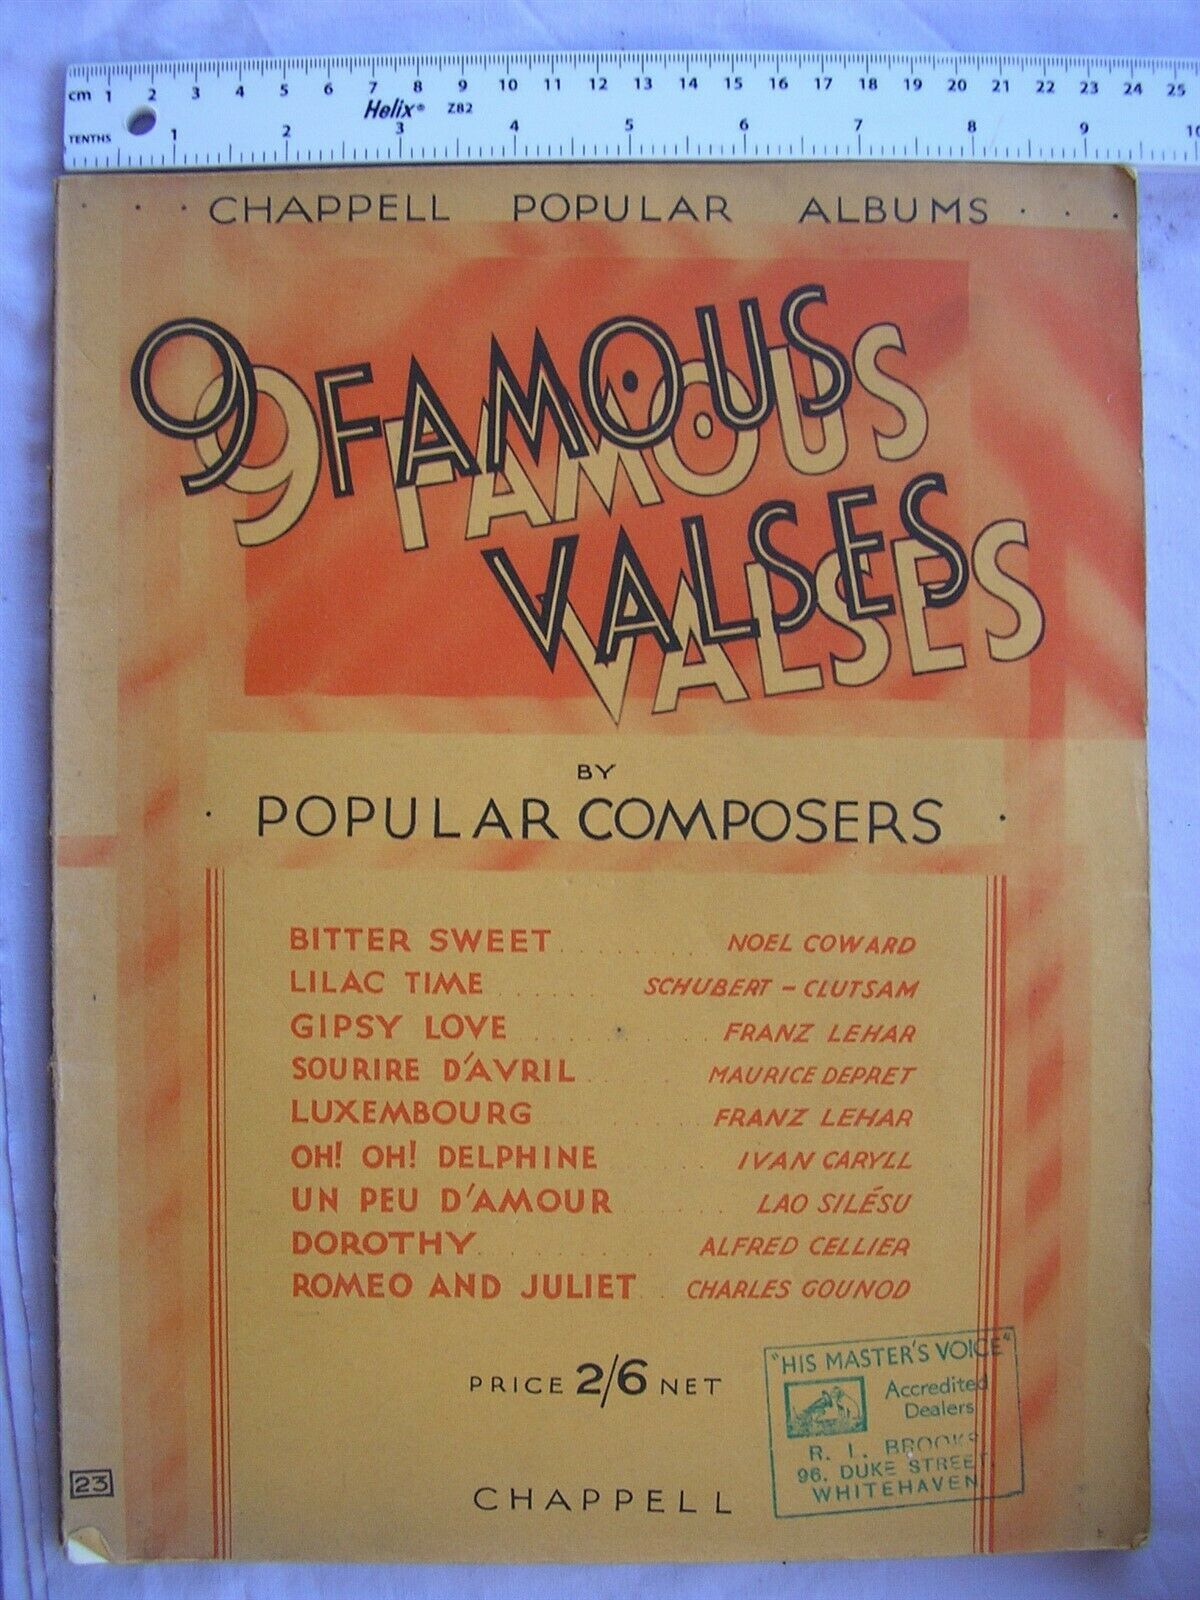 cm 1 2 3 4 5 6 7 8 9 10 11 12 13 14 15 16 17 18 19 20 21 22 23 24 25
Helix® Z82
TENTHS 1 2 3 4 5 6 7 8 9 10
· · · CHAPPELL POPULAR ALBUMS · · ·
9 FAMOUS
9 FAMOUS
VALSES
VALSES
BY
· POPULAR COMPOSERS ·
BITTER SWEET . . . . . . . . NOEL COWARD
LILAC TIME . . . . . . SCHUBERT - CLUTSAM
GIPSY LOVE . . . . . . . . . . FRANZ LEHAR
SOURIRE D'AVRIL . . . . . MAURICE DEPRET
LUXEMBOURG . . . . . . . . FRANZ LEHAR
OH! OH! DELPHINE . . . . . . IVAN CARYLL
UN PEU D'AMOUR . . . . . LAO SILÉSU
DOROTHY . . . . . . . . . ALFRED CELLIER
ROMEO AND JULIET . . CHARLES GOUNOD
PRICE 2/6 NET
"HIS MASTER'S VOICE"
Accredited
Dealers
R. I. BROOKS
96, DUKE STREET,
WHITEHAVEN
23
CHAPPELL